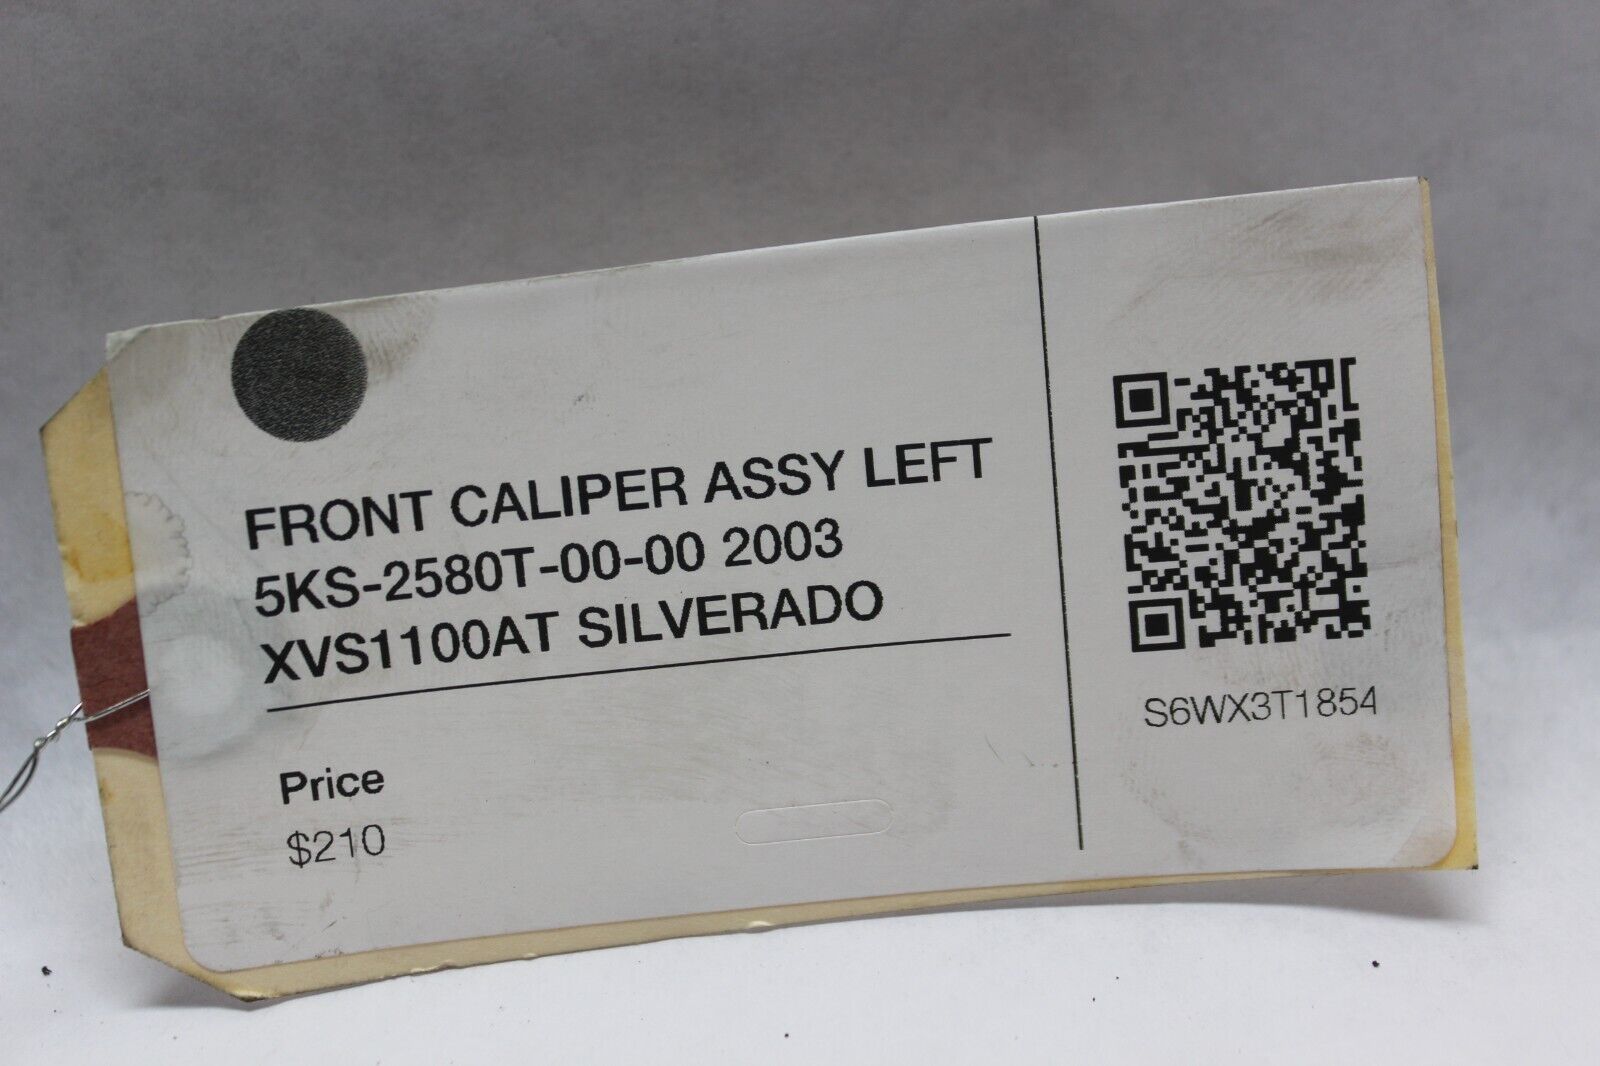 FRONT CALIPER ASSY LEFT
5KS-2580T-00-00 2003
XVS1100AT SILVERADO
Price
$210
S6WX3T1854